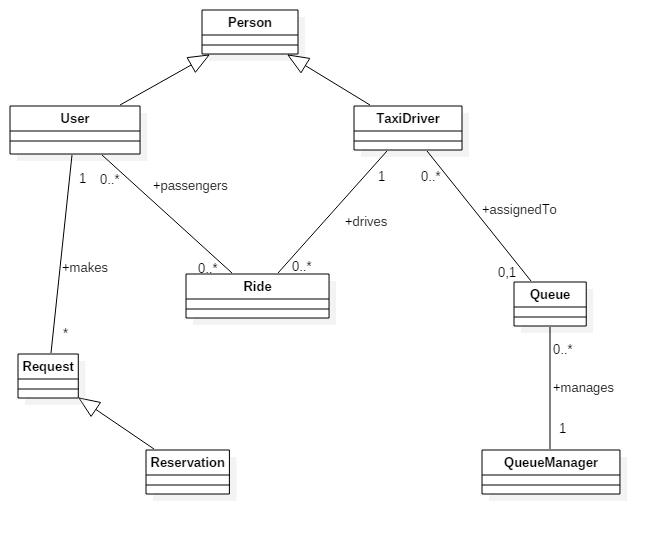 Person
User
TaxiDriver
1
0..*
+passengers
1
0..*
+drives
+assignedTo
+makes
0..*
0..*
0,1
Ride
Queue
*
0..*
Request
+manages
1
Reservation
QueueManager